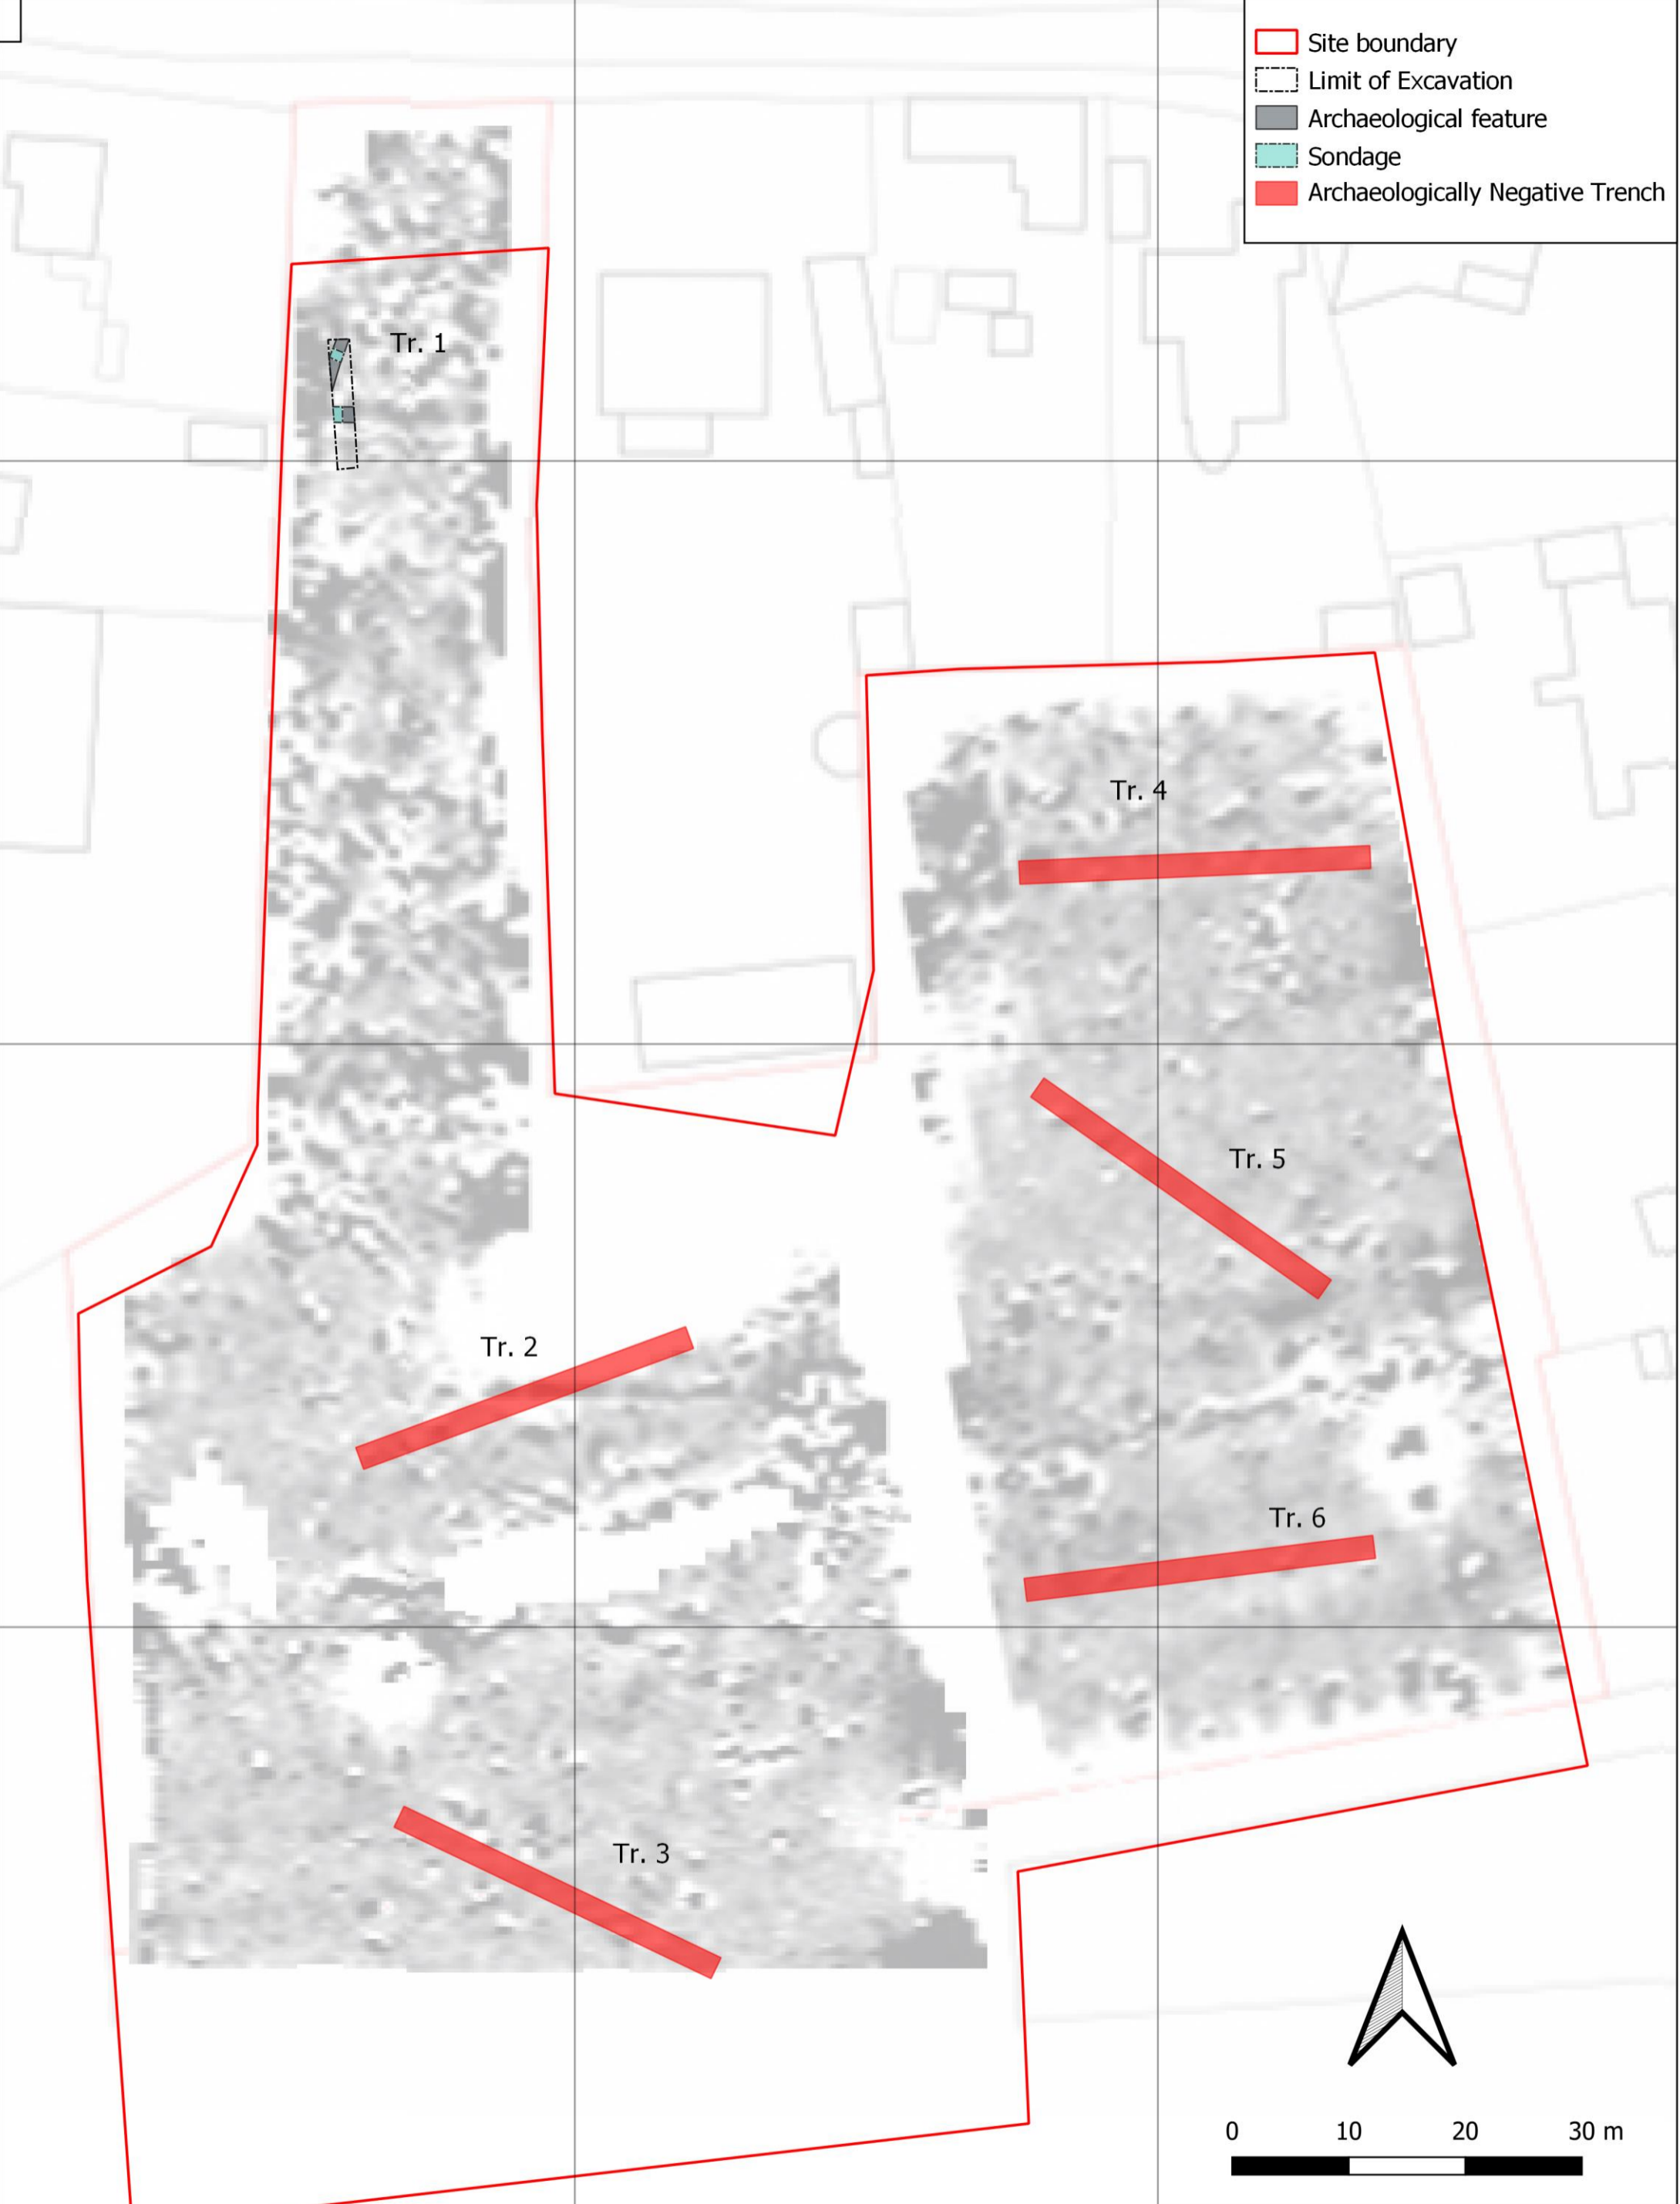 Site boundary
Limit of Excavation
Archaeological feature
Sondage
Archaeologically Negative Trench
Tr. 1
Tr. 4
Tr. 5
Tr. 2
Tr. 6
Tr. 3
0 10 20 30 m